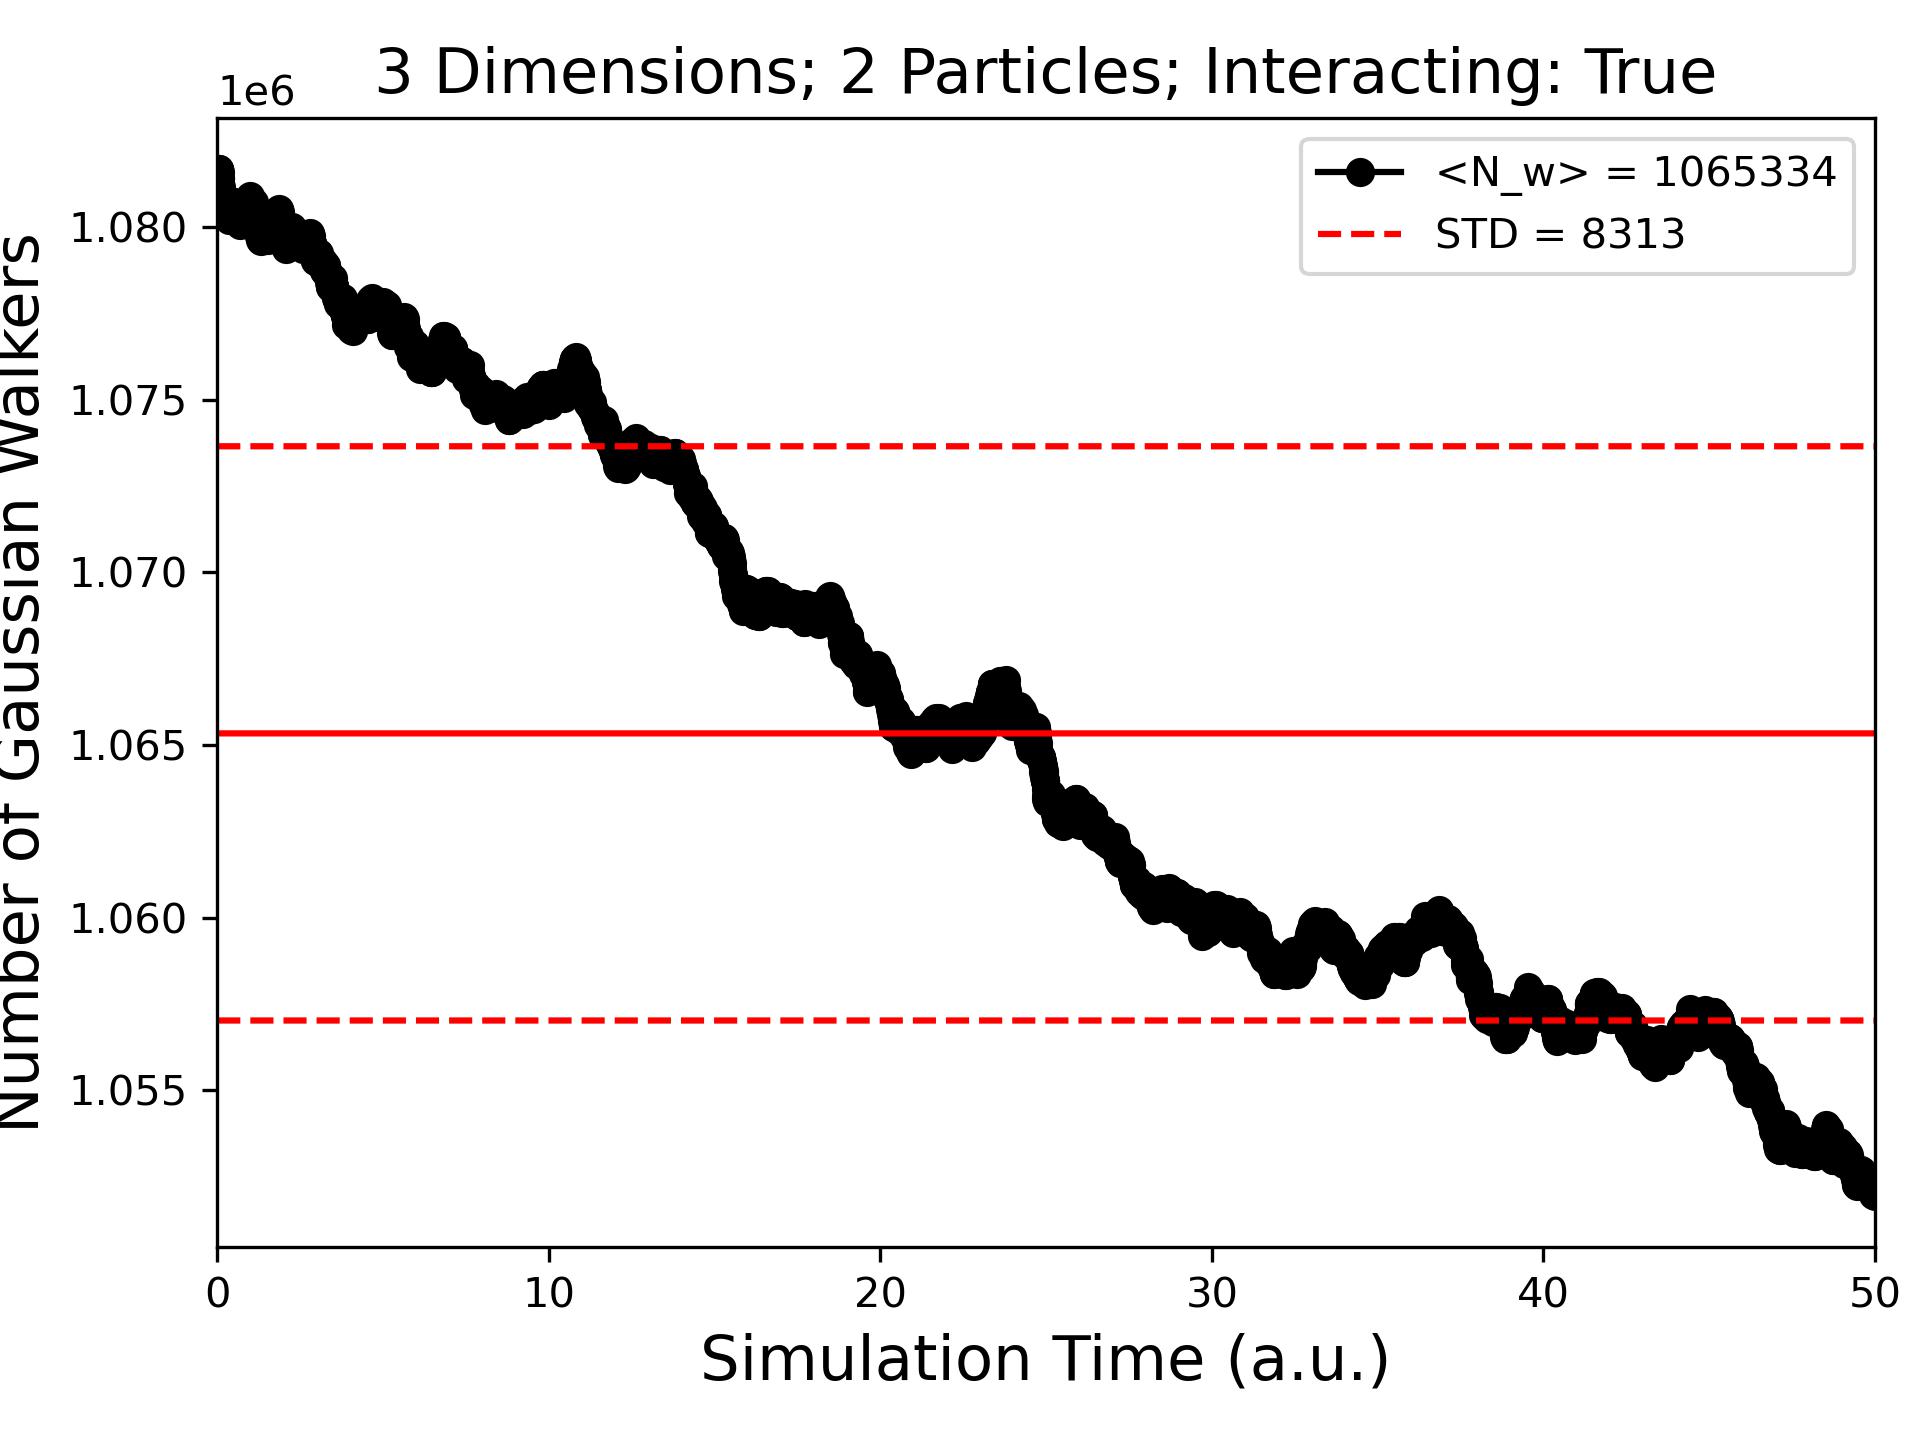 3 Dimensions; 2 Particles; Interacting: True
1e6
<N_w> = 1065334
STD = 8313
1.080
1.075
1.070
1.065
1.060
1.055
Number of Gaussian Walkers
0 10 20 30 40 50
Simulation Time (a.u.)